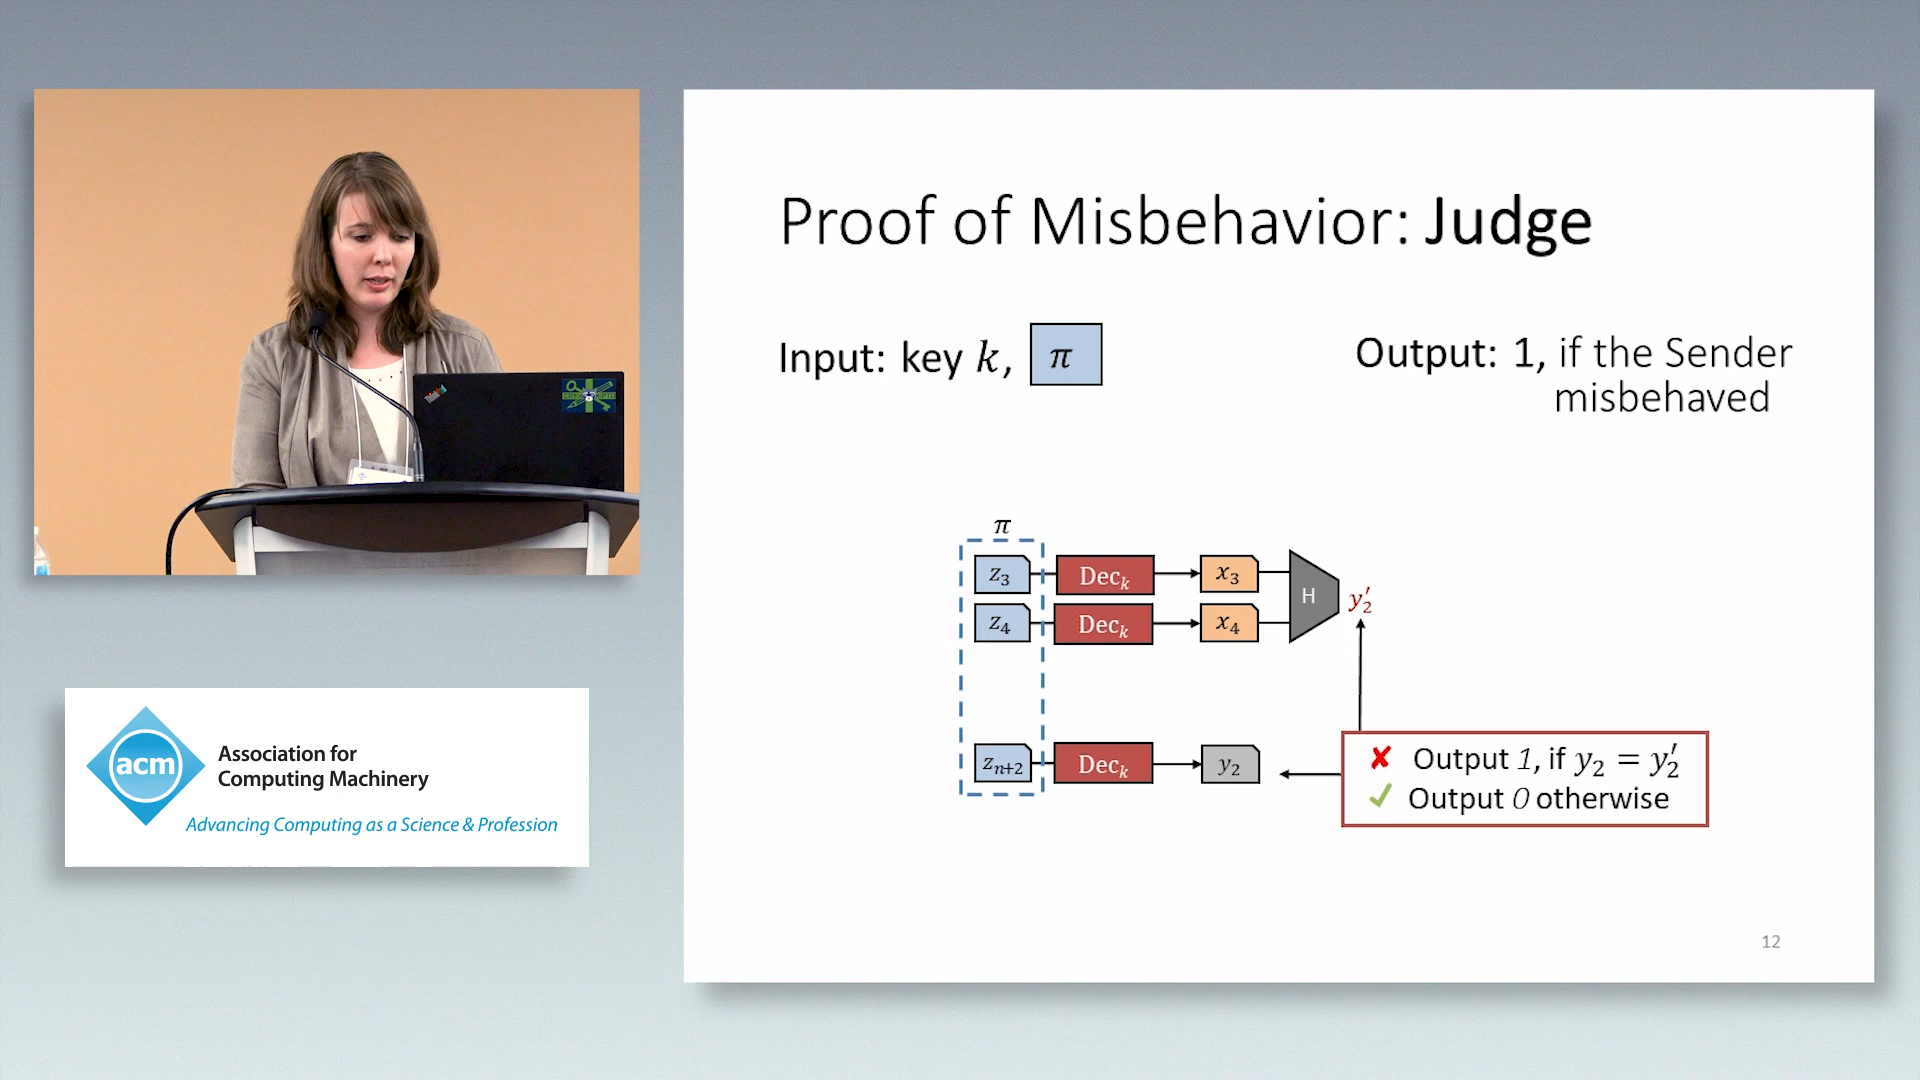 Proof of Misbehavior: Judge
Input: key k, π
Output: 1, if the Sender
misbehaved
π
z₃ Decₖ x₃
H y₂′
z₄ Decₖ x₄
zₙ₊₂ Decₖ y₂
✘ Output 1, if y₂ = y₂′
✓ Output 0 otherwise
12
acm
Association for
Computing Machinery
Advancing Computing as a Science & Profession